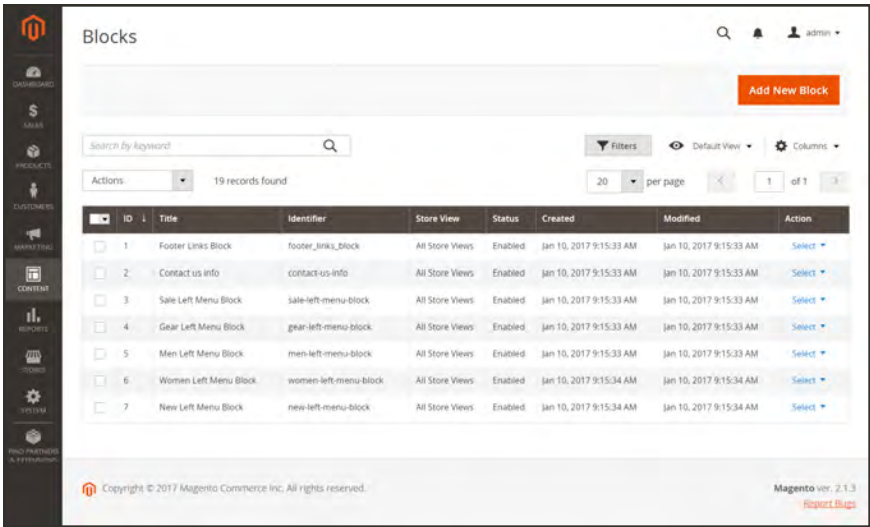 Blocks
admin
DASHBOARD
Add New Block
SALES
Search by keyword
Filters
Default View
Columns
PRODUCTS
Actions
19 records found
20
per page
1
of 1
CUSTOMERS
ID ↓ Title Identifier Store View Status Created Modified Action
MARKETING
1 Footer Links Block footer_links_block All Store Views Enabled Jan 10, 2017 9:15:33 AM Jan 10, 2017 9:15:33 AM Select
2 Contact us info contact-us-info All Store Views Enabled Jan 10, 2017 9:15:33 AM Jan 10, 2017 9:15:33 AM Select
CONTENT
3 Sale Left Menu Block sale-left-menu-block All Store Views Enabled Jan 10, 2017 9:15:33 AM Jan 10, 2017 9:15:33 AM Select
4 Gear Left Menu Block gear-left-menu-block All Store Views Enabled Jan 10, 2017 9:15:33 AM Jan 10, 2017 9:15:33 AM Select
REPORTS
5 Men Left Menu Block men-left-menu-block All Store Views Enabled Jan 10, 2017 9:15:33 AM Jan 10, 2017 9:15:33 AM Select
STORES
6 Women Left Menu Block women-left-menu-block All Store Views Enabled Jan 10, 2017 9:15:34 AM Jan 10, 2017 9:15:34 AM Select
7 New Left Menu Block new-left-menu-block All Store Views Enabled Jan 10, 2017 9:15:34 AM Jan 10, 2017 9:15:34 AM Select
SYSTEM
FIND PARTNERS
& EXTENSIONS
Copyright © 2017 Magento Commerce Inc. All rights reserved.
Magento ver. 2.1.3
Report Bugs